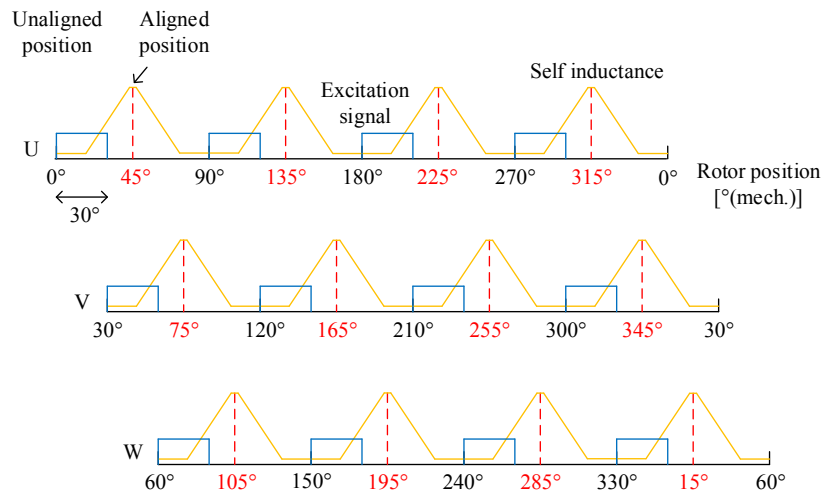 Unaligned position
Aligned position
Excitation signal
Self inductance
U
0° 45° 90° 135° 180° 225° 270° 315° 0°
30°
Rotor position [°(mech.)]
V
30° 75° 120° 165° 210° 255° 300° 345° 30°
W
60° 105° 150° 195° 240° 285° 330° 15° 60°